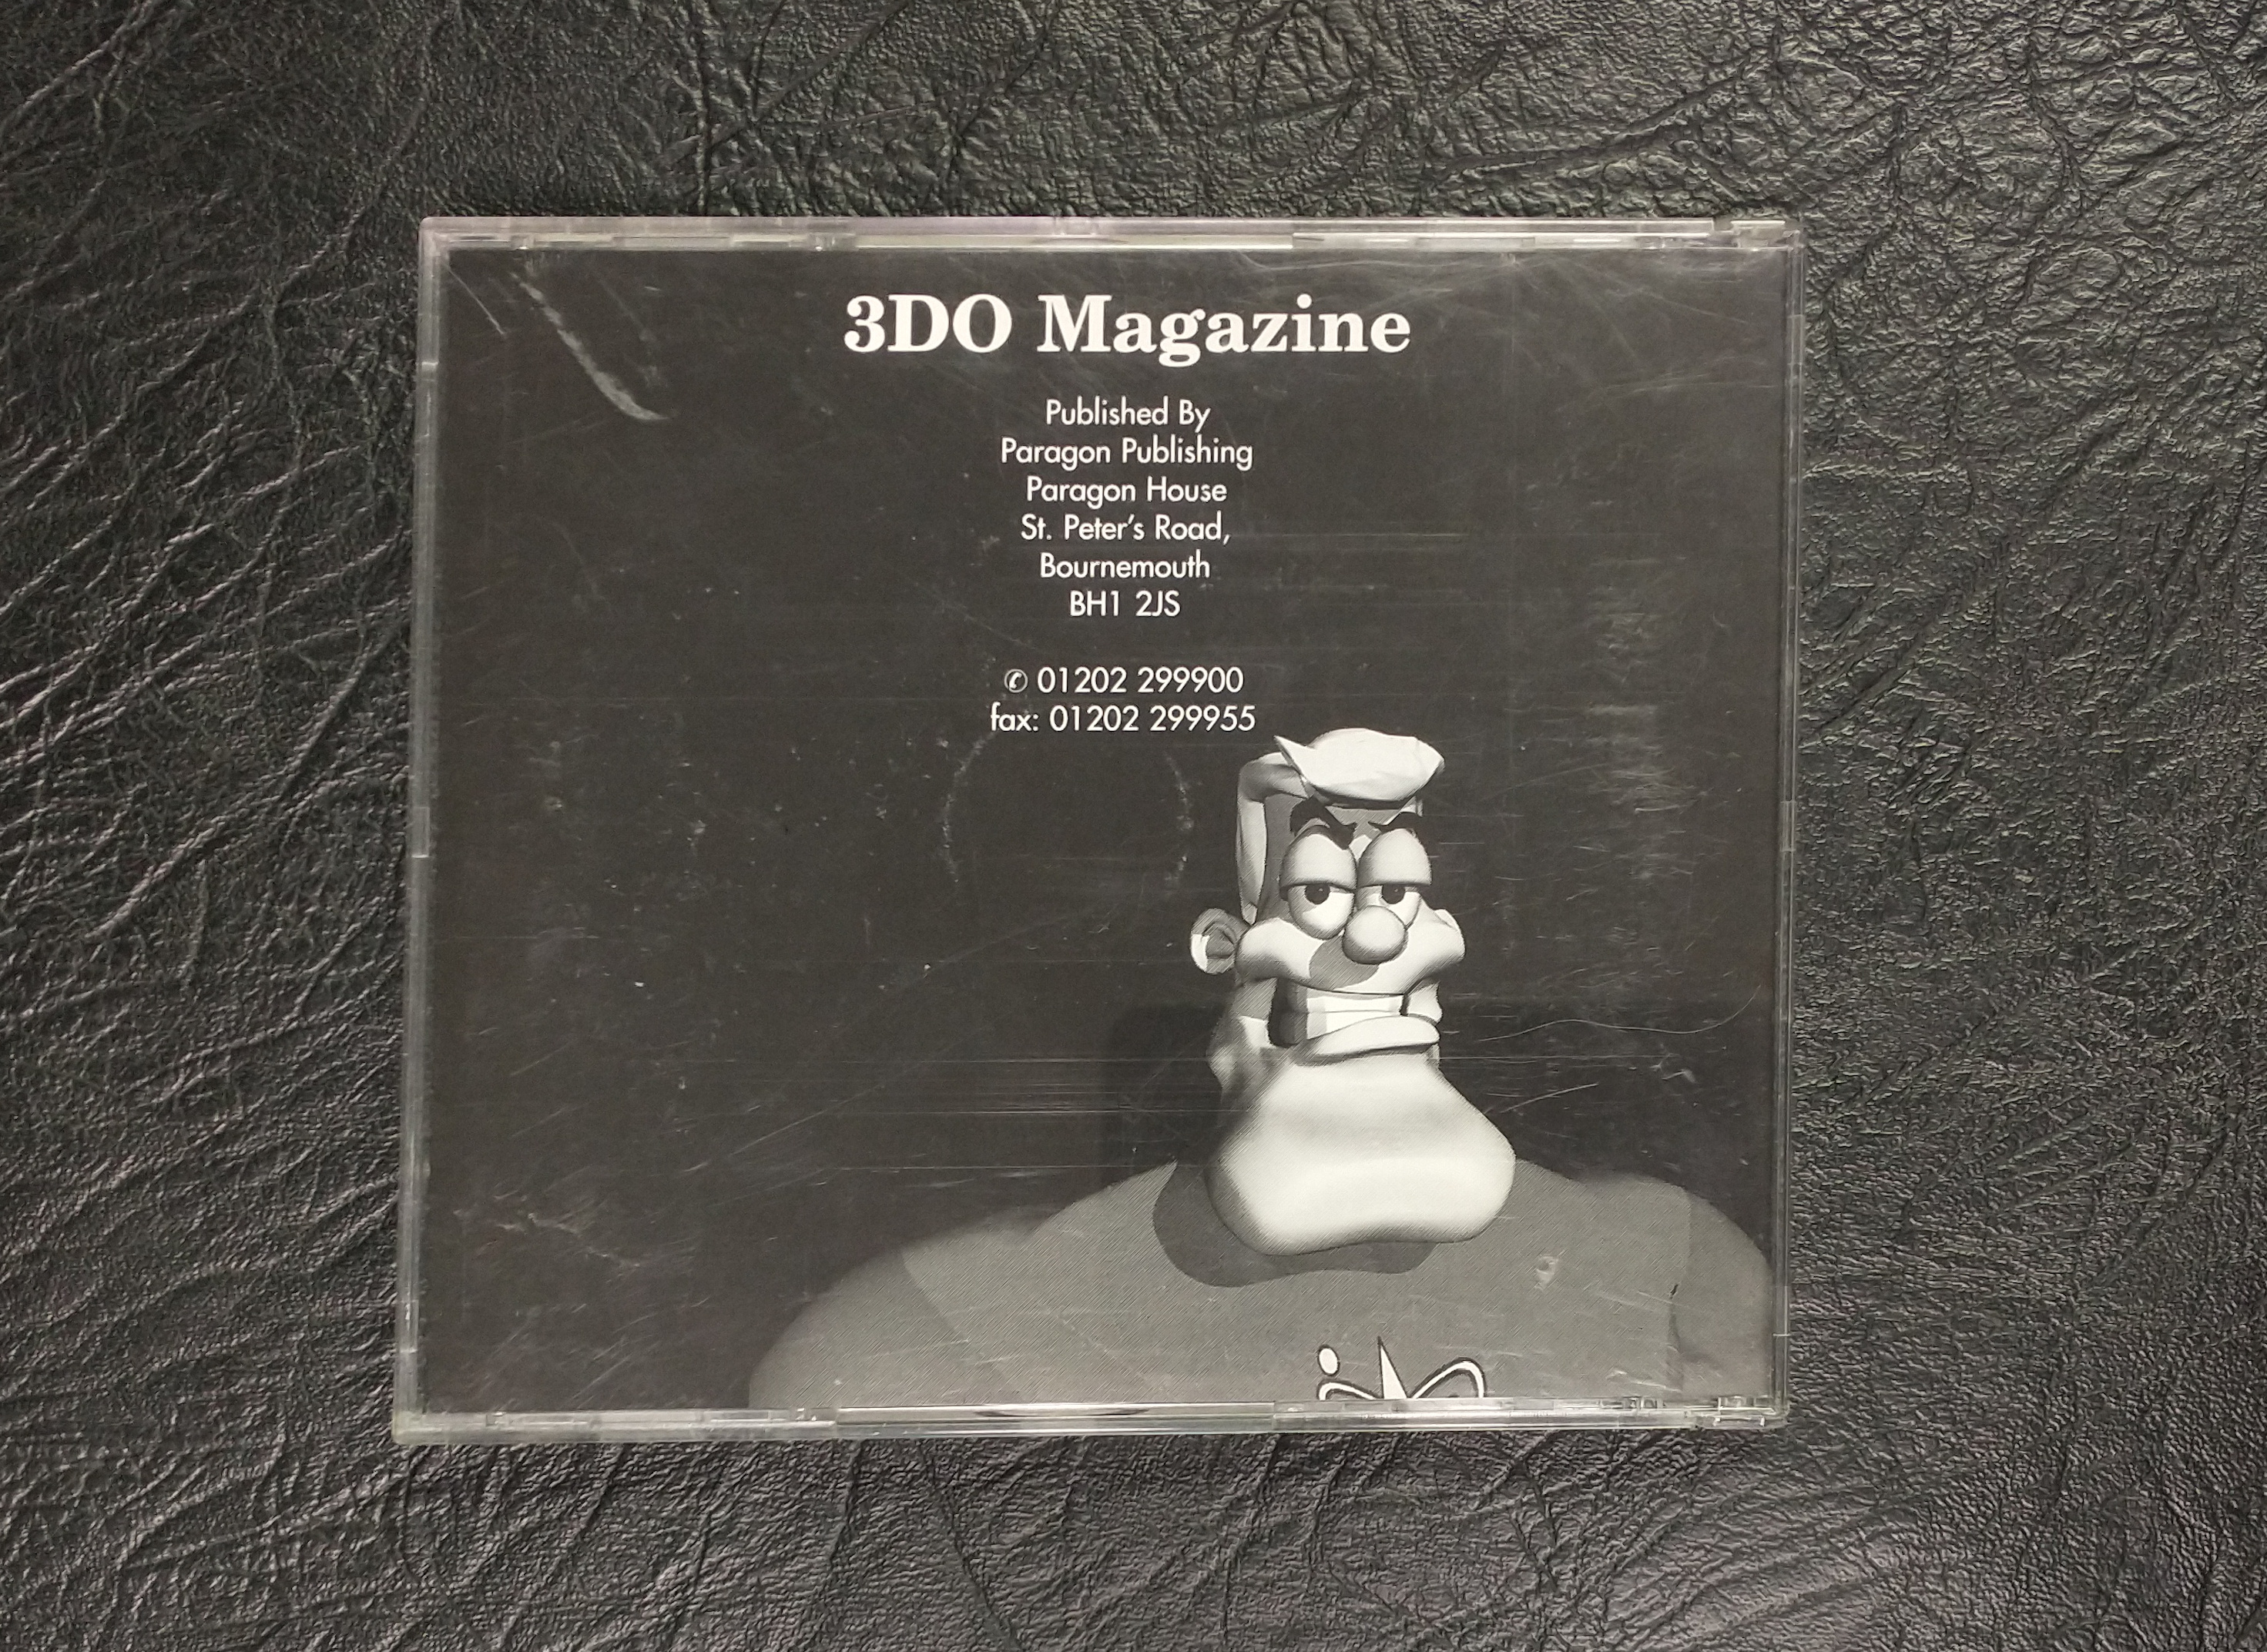 3DO Magazine
Published By
Paragon Publishing
Paragon House
St. Peter's Road,
Bournemouth
BH1 2JS
✆ 01202 299900
fax: 01202 299955